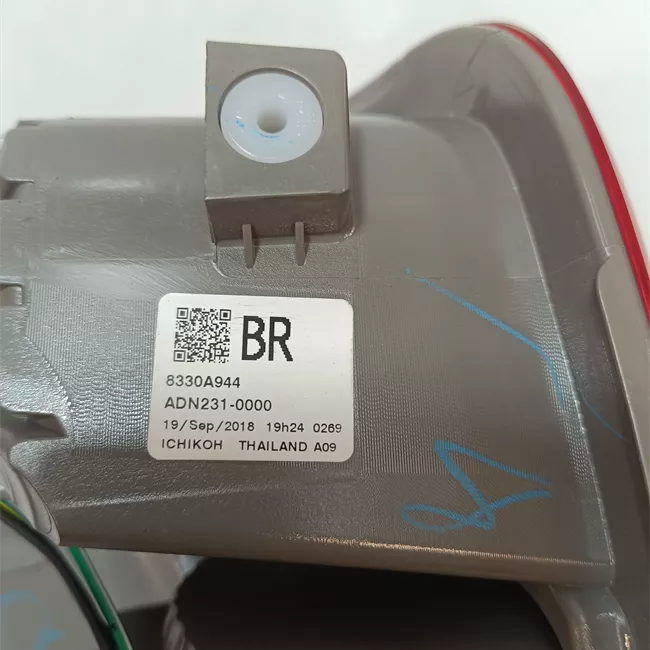 BR
8330A944
ADN231-0000
19/Sep/2018 19h24 0269
ICHIKOH THAILAND A09